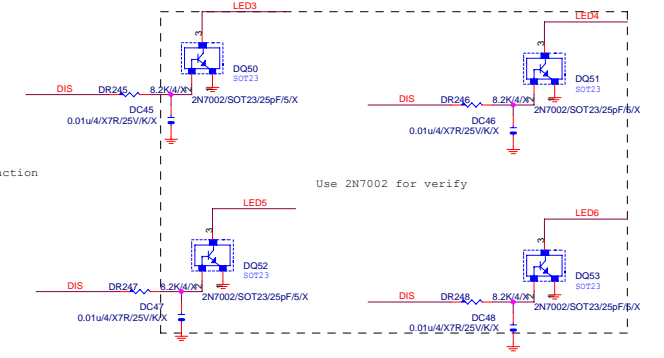 LED3
3
DQ50
SOT23
2N7002/SOT23/25pF/5/X
DIS
DR245
8.2K/4/X
2
DC45
0.01u/4/X7R/25V/K/X
LED4
3
DQ51
SOT23
2N7002/SOT23/25pF/5/X
DIS
DR246
8.2K/4/X
2
DC46
0.01u/4/X7R/25V/K/X
Use 2N7002 for verify
LED5
3
DQ52
SOT23
2N7002/SOT23/25pF/5/X
DIS
DR247
8.2K/4/X
2
DC47
0.01u/4/X7R/25V/K/X
LED6
3
DQ53
SOT23
2N7002/SOT23/25pF/5/X
DIS
DR248
8.2K/4/X
2
DC48
0.01u/4/X7R/25V/K/X